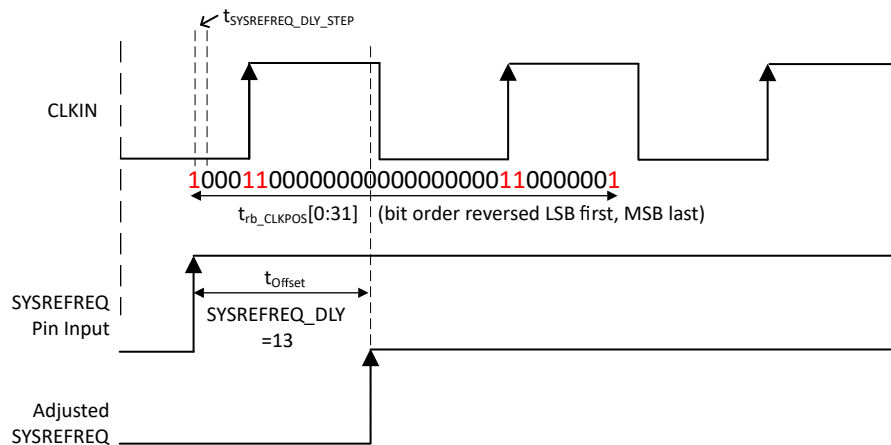 tSYSREFREQ_DLY_STEP
CLKIN
10001100000000000000000110000001
trb_CLKPOS[0:31] (bit order reversed LSB first, MSB last)
tOffset
SYSREFREQ
Pin Input
SYSREFREQ_DLY
=13
Adjusted
SYSREFREQ